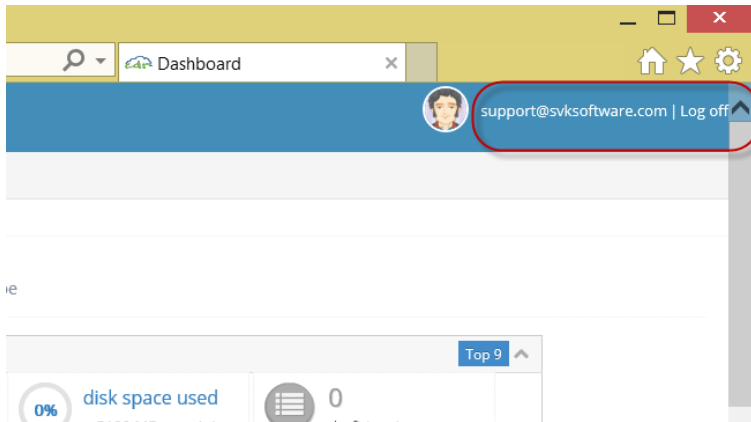 Dashboard
support@svksoftware.com | Log off
Top 9
0%
disk space used
0